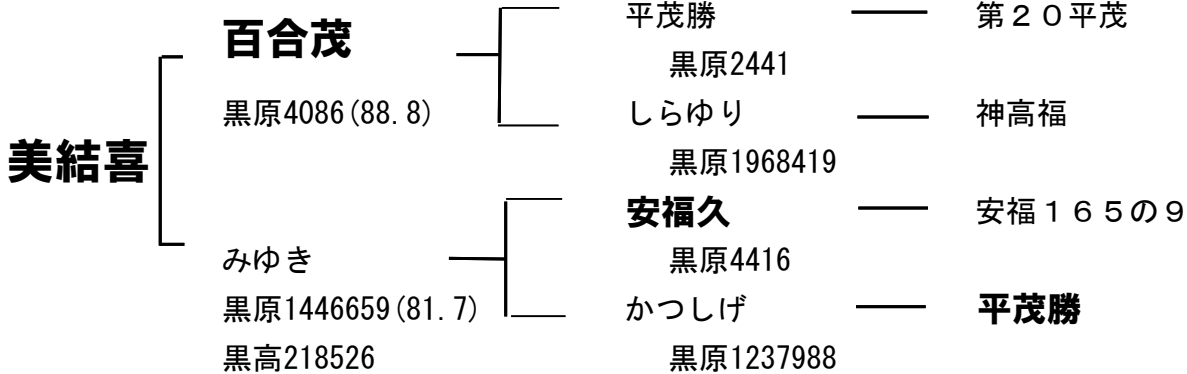 美結喜
百合茂
黒原4086(88.8)
みゆき
黒原1446659(81.7)
黒高218526
平茂勝
黒原2441
しらゆり
黒原1968419
安福久
黒原4416
かつしげ
黒原1237988
第２０平茂
神高福
安福１６５の９
平茂勝